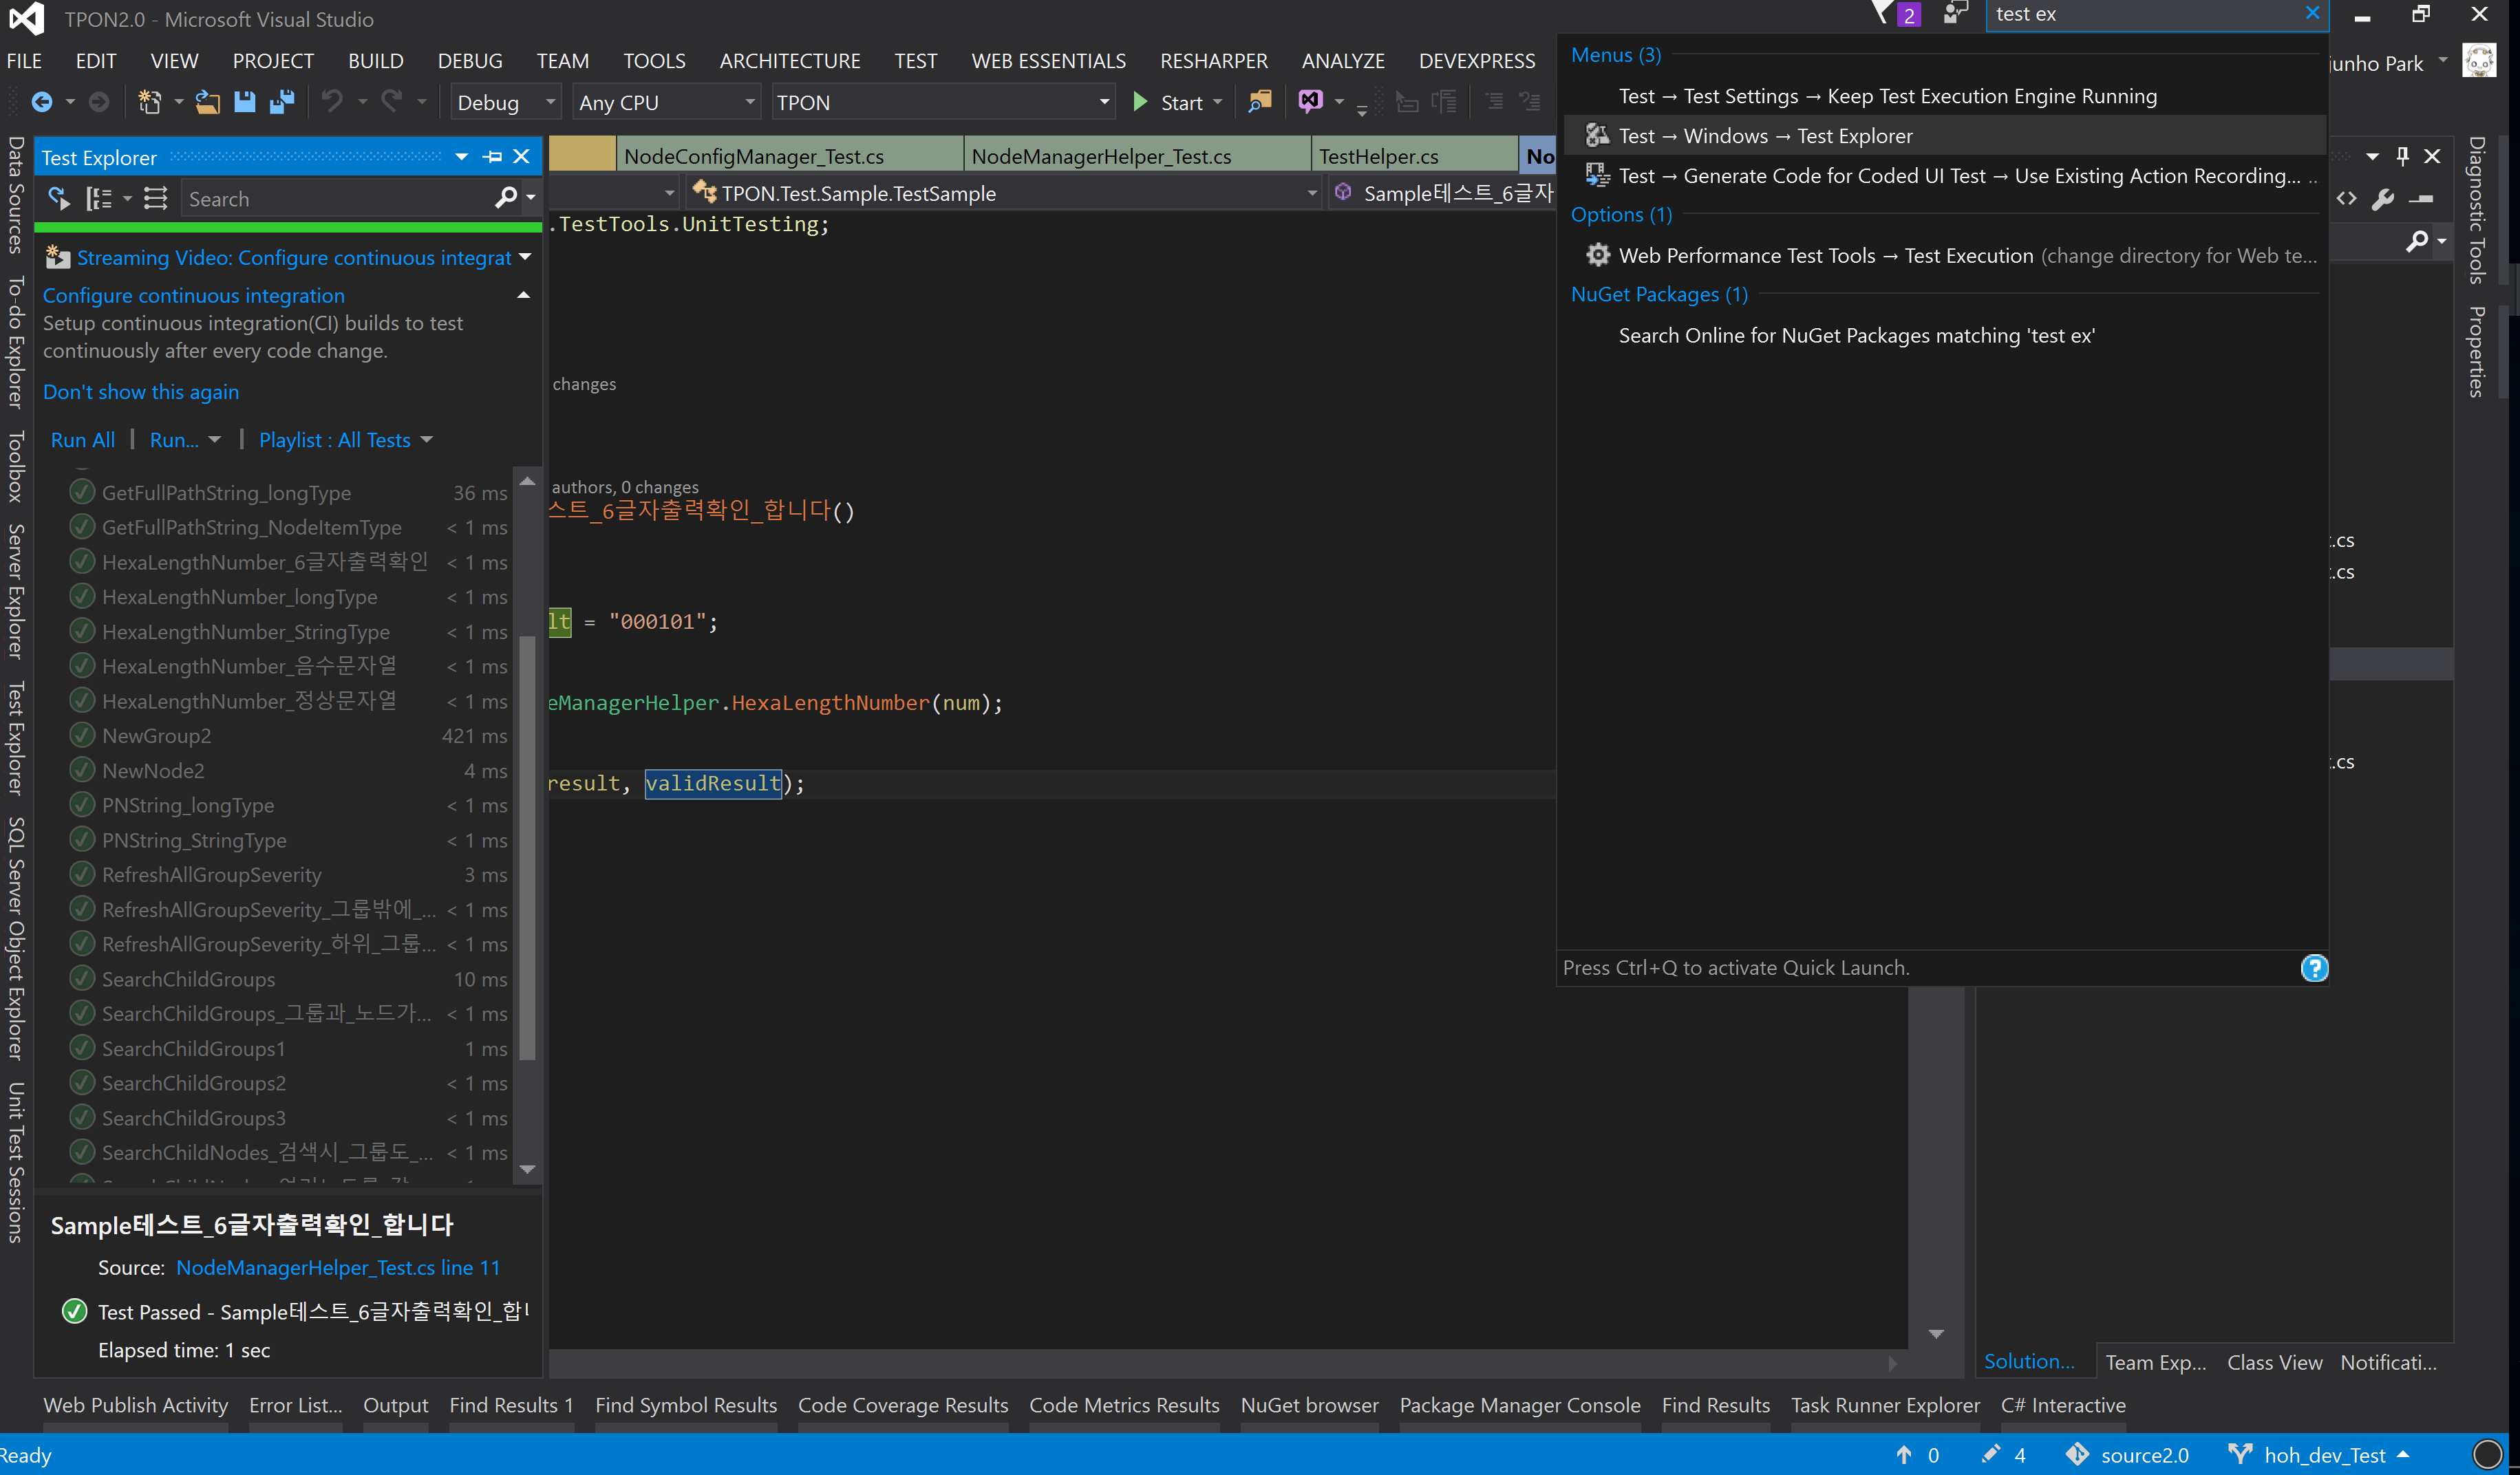 TPON2.0 - Microsoft Visual Studio
2
test ex
FILE EDIT VIEW PROJECT BUILD DEBUG TEAM TOOLS ARCHITECTURE TEST WEB ESSENTIALS RESHARPER ANALYZE DEVEXPRESS
junho Park
Debug Any CPU TPON Start
Menus (3)
Test → Test Settings → Keep Test Execution Engine Running
Test → Windows → Test Explorer
Test → Generate Code for Coded UI Test → Use Existing Action Recording... ..
Options (1)
Web Performance Test Tools → Test Execution (change directory for Web te...
NuGet Packages (1)
Search Online for NuGet Packages matching 'test ex'
Press Ctrl+Q to activate Quick Launch.
Data Sources
To-do Explorer
Toolbox
Server Explorer
Test Explorer
SQL Server Object Explorer
Unit Test Sessions
Test Explorer
Search
Streaming Video: Configure continuous integrat
Configure continuous integration
Setup continuous integration(CI) builds to test
continuously after every code change.
Don't show this again
Run All | Run... | Playlist : All Tests
GetFullPathString_longType 36 ms
GetFullPathString_NodeItemType < 1 ms
HexaLengthNumber_6글자출력확인 < 1 ms
HexaLengthNumber_longType < 1 ms
HexaLengthNumber_StringType < 1 ms
HexaLengthNumber_음수문자열 < 1 ms
HexaLengthNumber_정상문자열 < 1 ms
NewGroup2 421 ms
NewNode2 4 ms
PNString_longType < 1 ms
PNString_StringType < 1 ms
RefreshAllGroupSeverity 3 ms
RefreshAllGroupSeverity_그룹밖에_... < 1 ms
RefreshAllGroupSeverity_하위_그룹... < 1 ms
SearchChildGroups 10 ms
SearchChildGroups_그룹과_노드가... < 1 ms
SearchChildGroups1 1 ms
SearchChildGroups2 < 1 ms
SearchChildGroups3 < 1 ms
SearchChildNodes_검색시_그룹도_... < 1 ms
Sample테스트_6글자출력확인_합니다
Source: NodeManagerHelper_Test.cs line 11
Test Passed - Sample테스트_6글자출력확인_합니
Elapsed time: 1 sec
NodeConfigManager_Test.cs NodeManagerHelper_Test.cs TestHelper.cs No
TPON.Test.Sample.TestSample Sample테스트_6글자
.TestTools.UnitTesting;
changes
authors, 0 changes
스트_6글자출력확인_합니다()
lt = "000101";
eManagerHelper.HexaLengthNumber(num);
result, validResult);
.cs
.cs
.cs
Diagnostic Tools
Properties
Solution... Team Exp... Class View Notificati...
Web Publish Activity Error List... Output Find Results 1 Find Symbol Results Code Coverage Results Code Metrics Results NuGet browser Package Manager Console Find Results Task Runner Explorer C# Interactive
Ready
0 4 source2.0 hoh_dev_Test